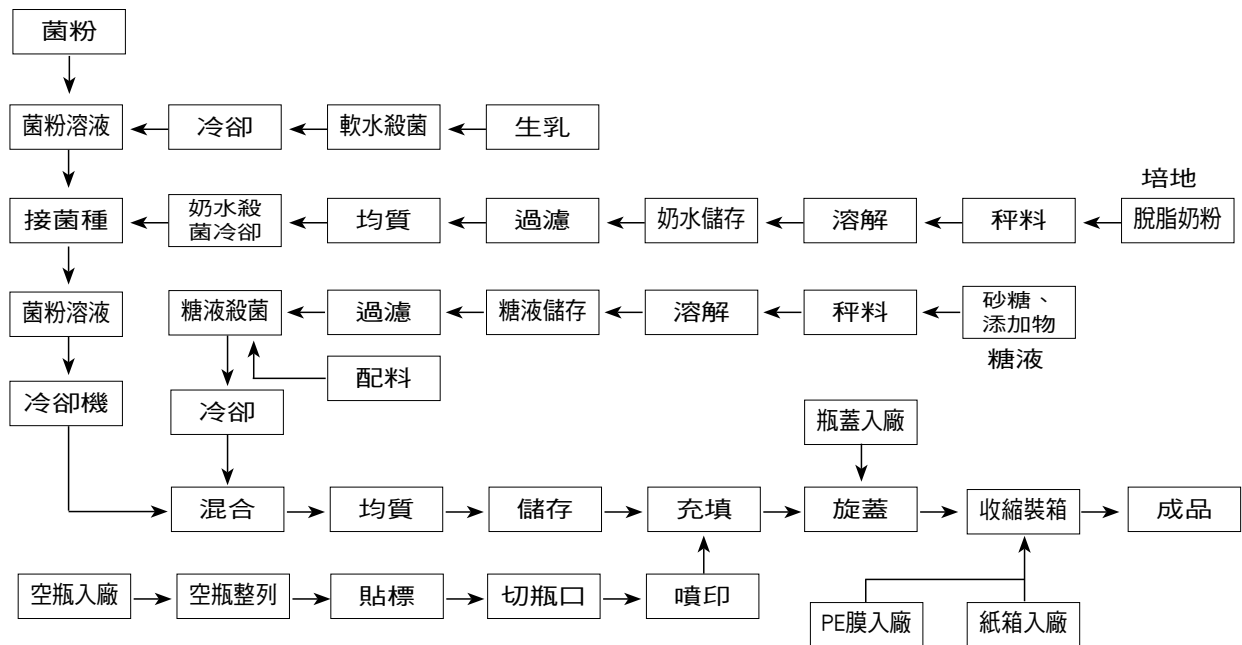 菌粉
菌粉溶液
冷卻
軟水殺菌
生乳
培地
接菌種
奶水殺
菌冷卻
均質
過濾
奶水儲存
溶解
秤料
脫脂奶粉
菌粉溶液
糖液殺菌
過濾
糖液儲存
溶解
秤料
砂糖、
添加物
糖液
配料
冷卻機
冷卻
瓶蓋入廠
混合
均質
儲存
充填
旋蓋
收縮裝箱
成品
空瓶入廠
空瓶整列
貼標
切瓶口
噴印
PE膜入廠
紙箱入廠